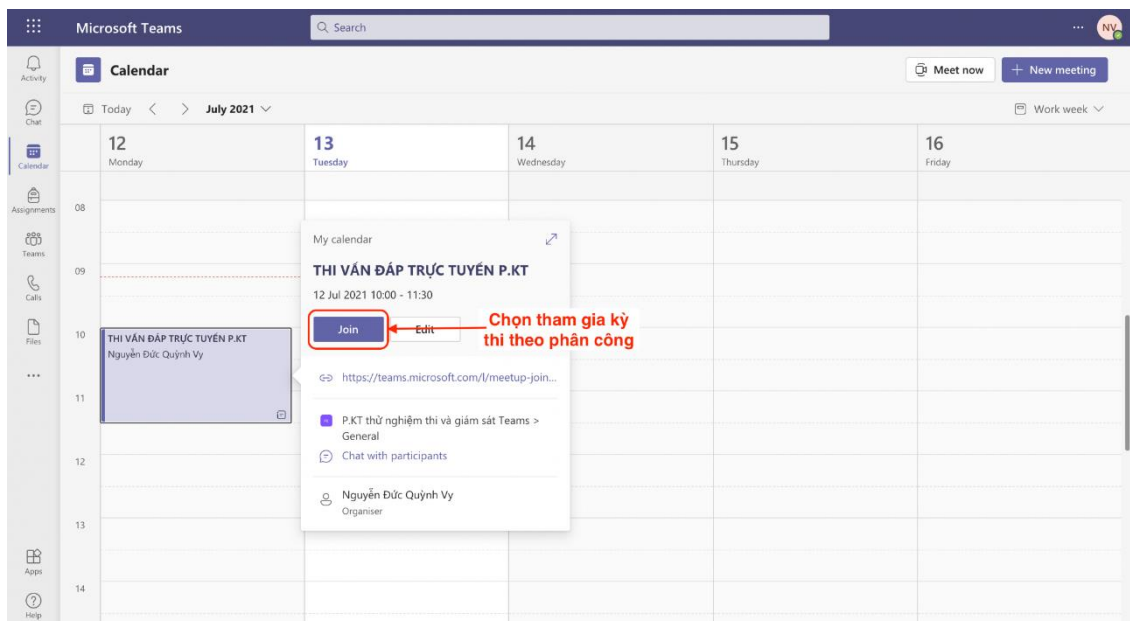 Microsoft Teams
Search
...
NV
Activity
Chat
Calendar
Assignments
Teams
Calls
Files
...
Apps
Help
Calendar
Meet now
+ New meeting
Today
July 2021
Work week
12
Monday
13
Tuesday
14
Wednesday
15
Thursday
16
Friday
08
09
10
11
12
13
14
THI VẤN ĐÁP TRỰC TUYẾN P.KT
Nguyễn Đức Quỳnh Vy
My calendar
THI VẤN ĐÁP TRỰC TUYẾN P.KT
12 Jul 2021 10:00 - 11:30
Join
Edit
Chọn tham gia kỳ
thi theo phân công
https://teams.microsoft.com/l/meetup-join...
P.KT thử nghiệm thi và giám sát Teams >
General
Chat with participants
Nguyễn Đức Quỳnh Vy
Organiser